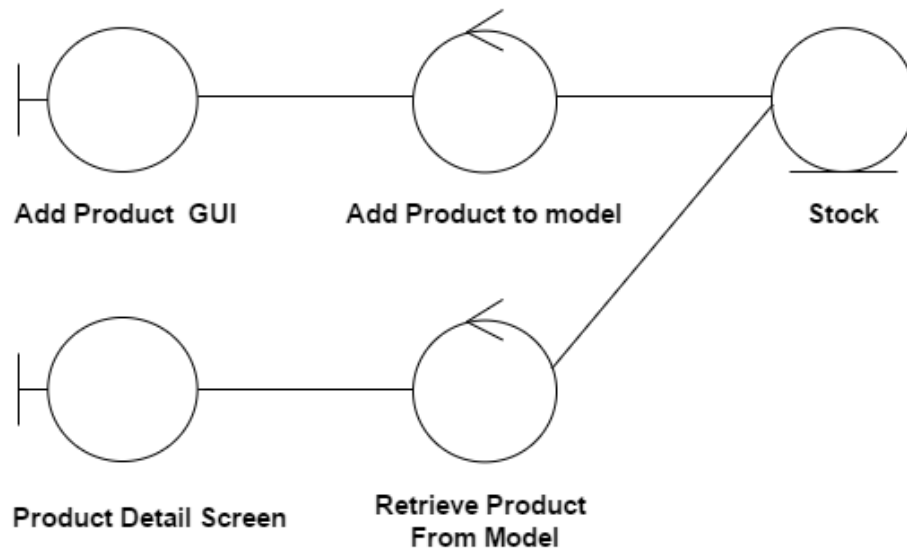 Add Product GUI
Add Product to model
Stock
Product Detail Screen
Retrieve Product
From Model